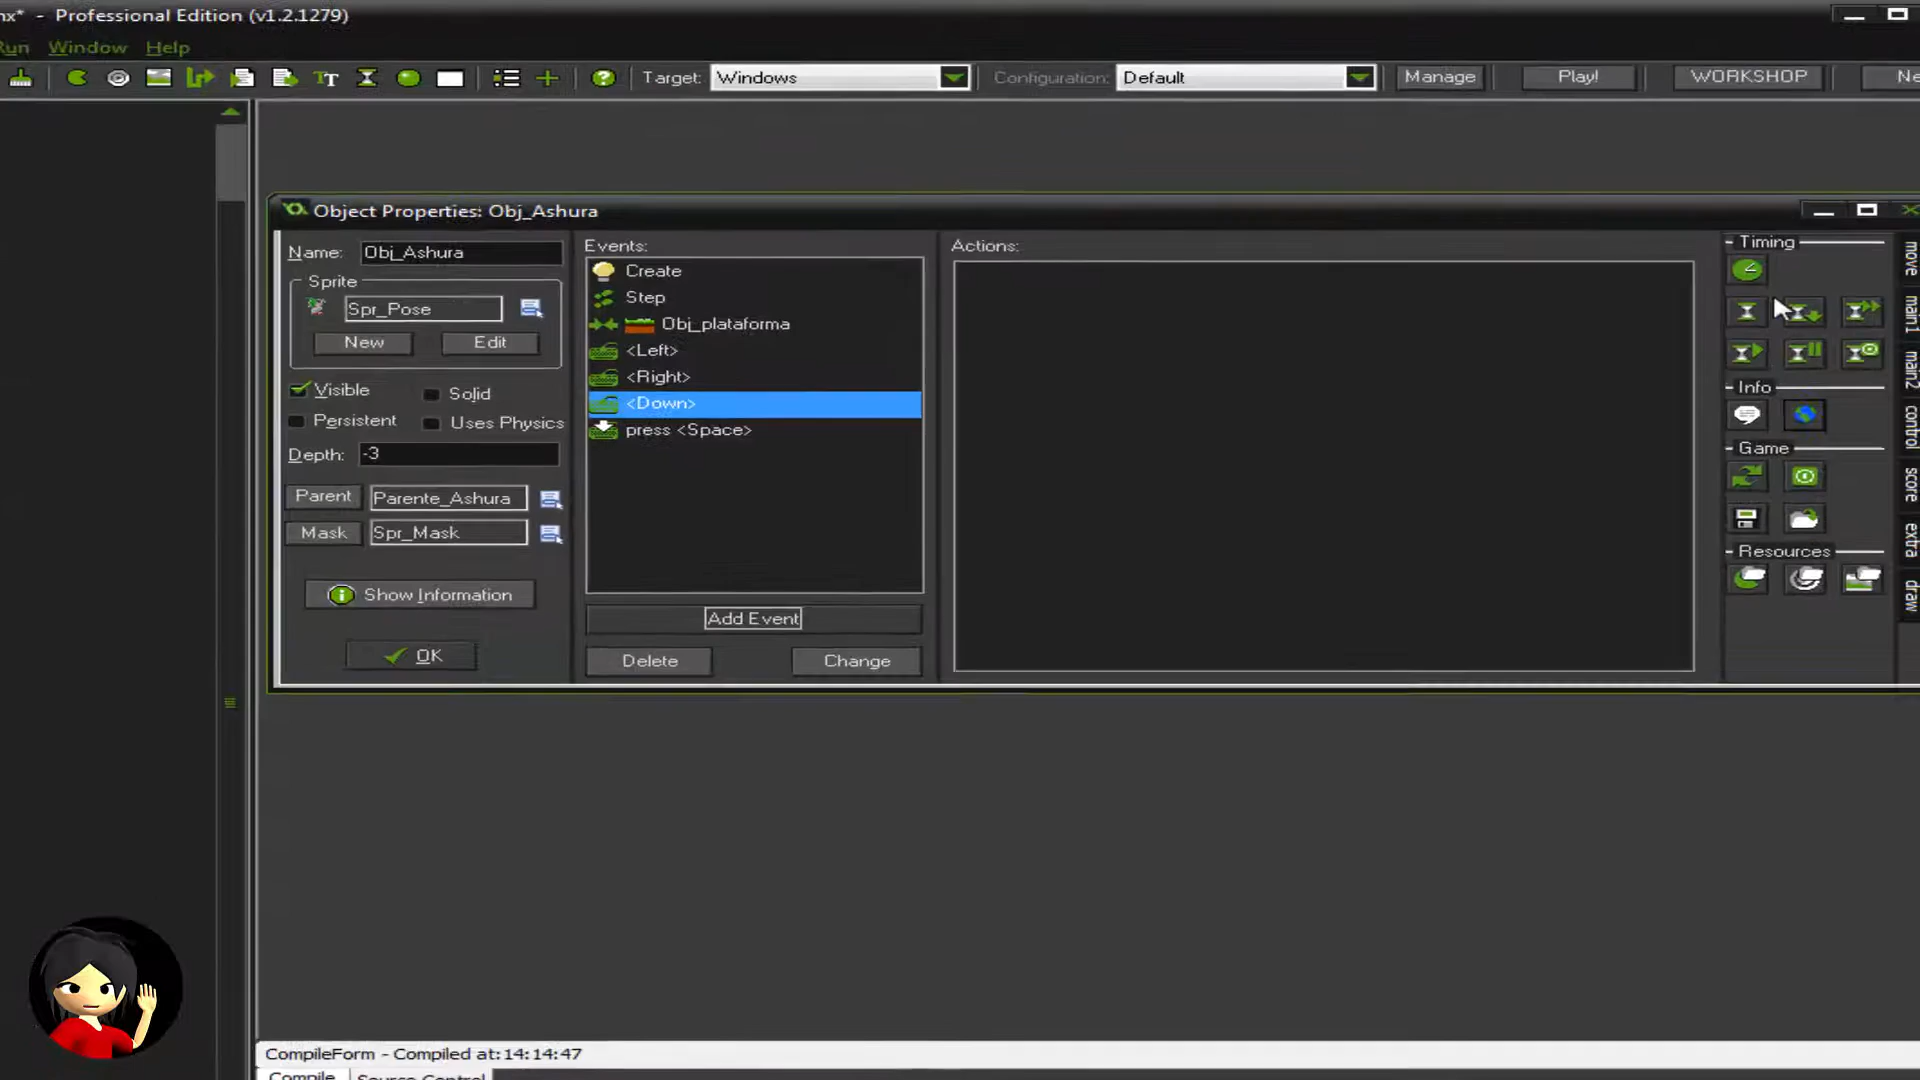 nx* - Professional Edition (v1.2.1279)
Run Window Help
Target: Windows Configuration: Default Manage Play! WORKSHOP Ne
Object Properties: Obj_Ashura
Name: Obj_Ashura
Sprite
Spr_Pose
New Edit
Visible Solid
Persistent Uses Physics
Depth: -3
Parent Parente_Ashura
Mask Spr_Mask
Show Information
OK
Events:
Create
Step
Obj_plataforma
<Left>
<Right>
<Down>
press <Space>
Add Event
Delete Change
Actions:
Timing
Info
Game
Resources
move
main1
main2
control
score
extra
draw
CompileForm - Compiled at:14:14:47
Compile Source Control